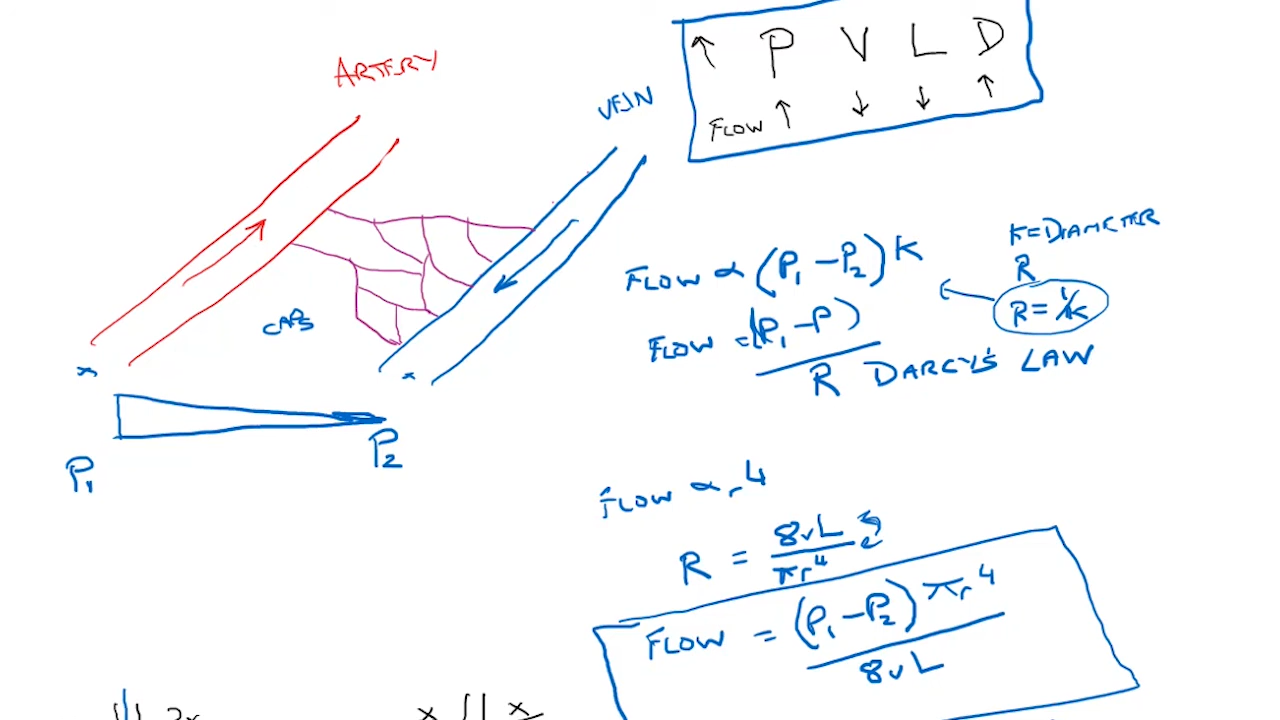 ARTERY
VEIN
↑ P V L D
FLOW ↑ ↓ ↓ ↑
CAPS
x x
P₁ P₂
FLOW ∝ (P₁ - P₂) K
K = DIAMETER
R
R = 1/K
FLOW = (P₁ - P) / R DARCY'S LAW
FLOW ∝ r⁴
R = 8vL / πr⁴
FLOW = (P₁ - P₂) πr⁴ / 8vL
x x